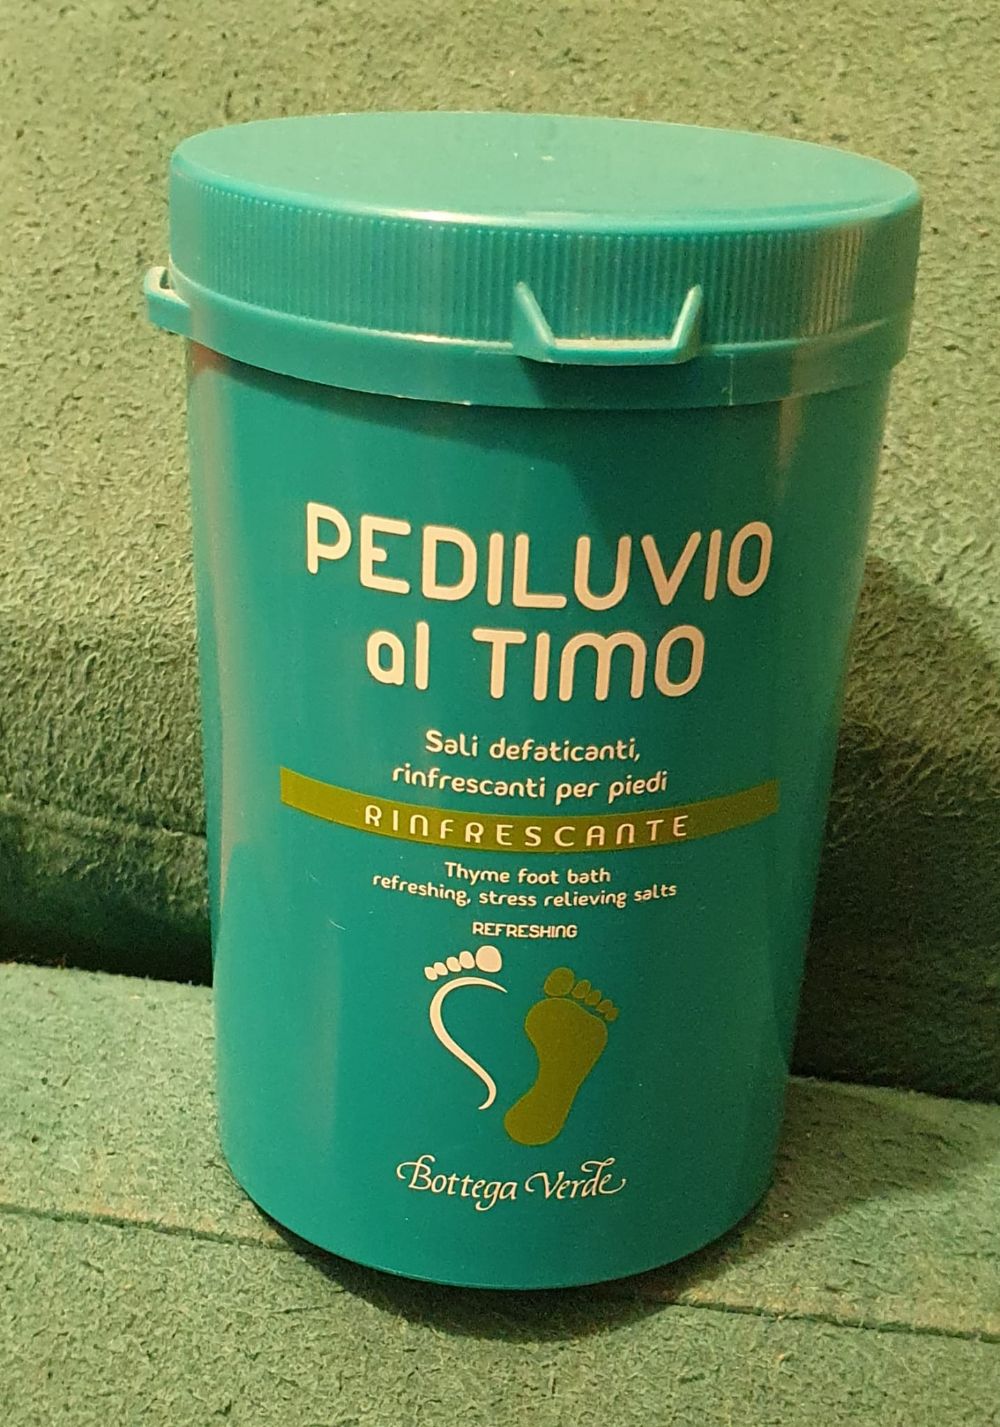 PEDILUVIO
al TIMO
Sali defaticanti,
rinfrescanti per piedi
RINFRESCANTE
Thyme foot bath
refreshing, stress relieving salts
REFRESHING
Bottega Verde